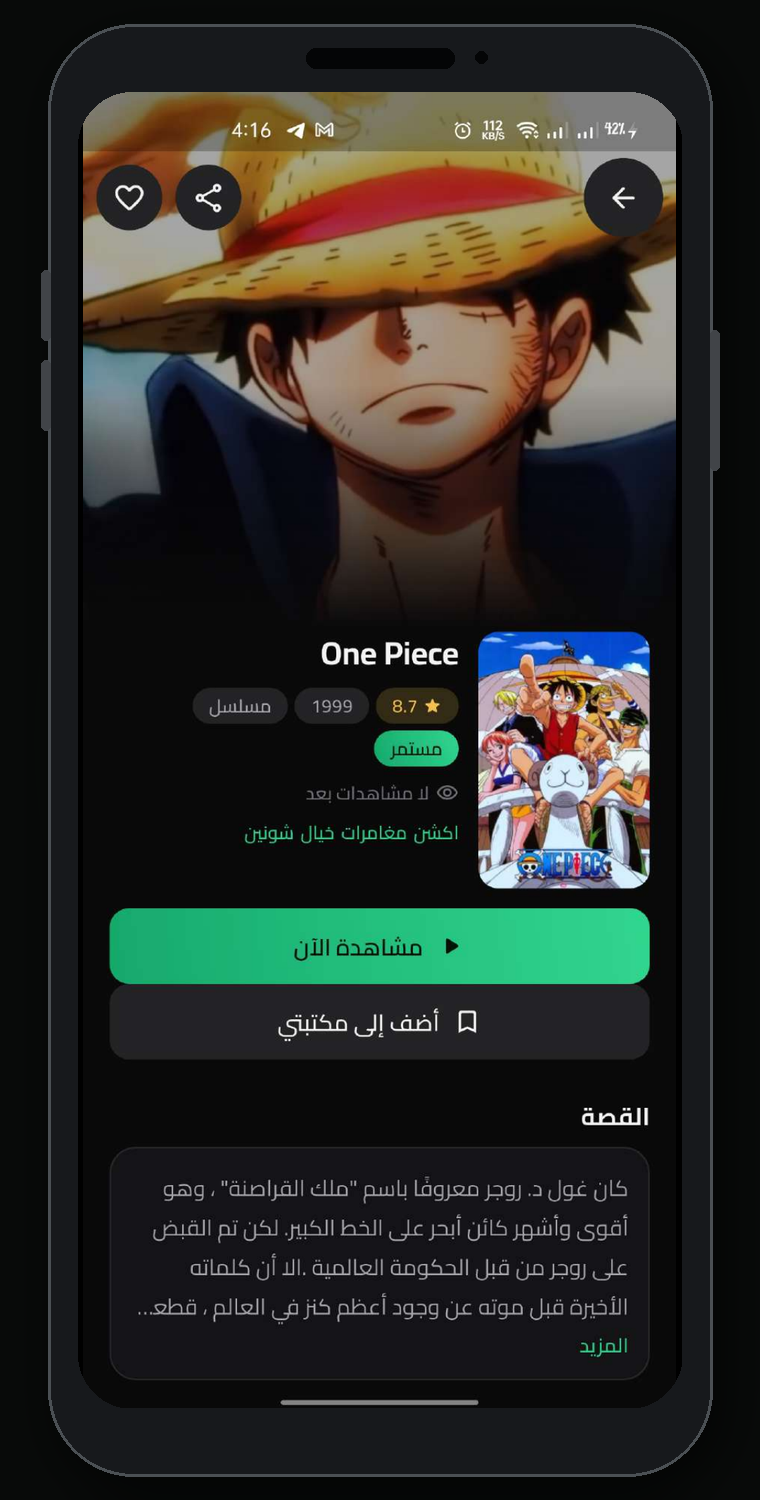 4:16
112
KB/S
42%
One Piece
8.7
1999
مسلسل
مستمر
لا مشاهدات بعد
اكشن مغامرات خيال شونين
ONE PIECE
مشاهدة الآن
أضف إلى مكتبتي
القصة
كان غول د. روجر معروفًا باسم "ملك القراصنة" ، وهو
أقوى وأشهر كائن أبحر على الخط الكبير. لكن تم القبض
على روجر من قبل الحكومة العالمية .الا أن كلماته
الأخيرة قبل موته عن وجود أعظم كنز في العالم ، قطعـ...
المزيد